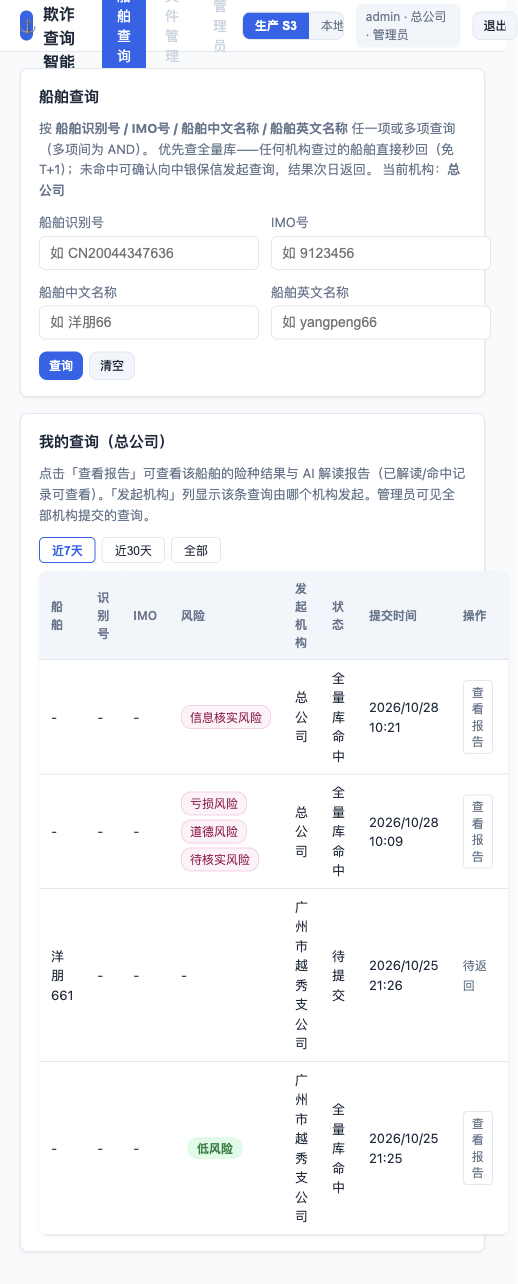 欺诈
查询
智能
船
舶
查
询
文
件
管
理
管
理
员
生产 S3
本地
admin · 总公司
· 管理员
退出
船舶查询
按 船舶识别号 / IMO号 / 船舶中文名称 / 船舶英文名称 任一项或多项查询
（多项间为 AND）。 优先查全量库——任何机构查过的船舶直接秒回（免
T+1）；未命中可确认向中银保信发起查询，结果次日返回。 当前机构：总
公司
船舶识别号
IMO号
如 CN20044347636
如 9123456
船舶中文名称
船舶英文名称
如 洋朋66
如 yangpeng66
查询
清空
我的查询（总公司）
点击「查看报告」可查看该船舶的险种结果与 AI 解读报告（已解读/命中记
录可查看）。「发起机构」列显示该条查询由哪个机构发起。管理员可见全
部机构提交的查询。
近7天
近30天
全部
船
舶
识
别
号
IMO
风险
发
起
机
构
状
态
提交时间
操作
-
-
-
信息核实风险
总
公
司
全
量
库
命
中
2026/10/28
10:21
查
看
报
告
-
-
-
亏损风险
道德风险
待核实风险
总
公
司
全
量
库
命
中
2026/10/28
10:09
查
看
报
告
洋
朋
661
-
-
-
广
州
市
越
秀
支
公
司
待
提
交
2026/10/25
21:26
待返
回
-
-
-
低风险
广
州
市
越
秀
支
公
司
全
量
库
命
中
2026/10/25
21:25
查
看
报
告